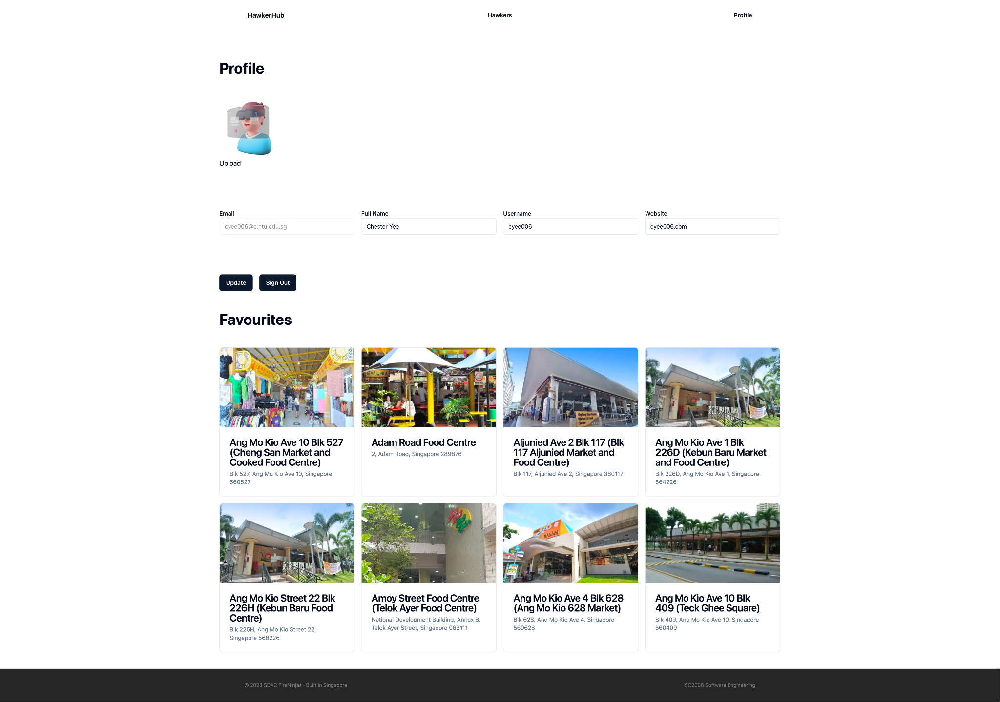 HawkerHub
Hawkers
Profile
Profile
Upload
Email
Full Name
Username
Website
cyee006@e.ntu.edu.sg
Chester Yee
cyee006
cyee006.com
Update
Sign Out
Favourites
Geylang East Centre
Market & Food
Corner
Ang Mo Kio Ave 10 Blk 527
(Cheng San Market and
Cooked Food Centre)
Blk 527, Ang Mo Kio Ave 10, Singapore
560527
Adam Road Food Centre
2, Adam Road, Singapore 289876
Aljunied Ave 2 Blk 117 (Blk
117 Aljunied Market and
Food Centre)
Blk 117, Aljunied Ave 2, Singapore 380117
Ang Mo Kio Ave 1 Blk
226D (Kebun Baru Market
and Food Centre)
Blk 226D, Ang Mo Kio Ave 1, Singapore
564226
Ang Mo Kio Street 22 Blk
226H (Kebun Baru Food
Centre)
Blk 226H, Ang Mo Kio Street 22,
Singapore 568226
Amoy Street Food Centre
(Telok Ayer Food Centre)
National Development Building, Annex B,
Telok Ayer Street, Singapore 069111
Ang Mo Kio Ave 4 Blk 628
(Ang Mo Kio 628 Market)
Blk 628, Ang Mo Kio Ave 4, Singapore
560628
Ang Mo Kio Ave 10 Blk
409 (Teck Ghee Square)
Blk 409, Ang Mo Kio Ave 10, Singapore
560409
© 2023 SDAC FireNinjas · Built in Singapore
SC2006 Software Engineering